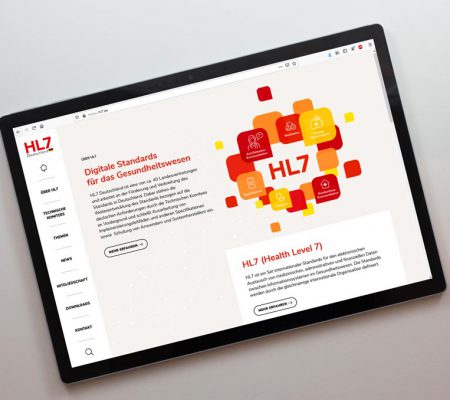 HL7
Deutschland
ÜBER HL7
TECHNISCHE
KOMITEES
THEMEN
NEWS
MITGLIEDSCHAFT
DOWNLOADS
KONTAKT
ÜBER HL7
Digitale Standards
für das Gesundheitswesen
HL7 Deutschland ist eine von ca. 40 Landesvertretungen
und arbeitet an der Förderung und Verbreitung des
Standards in Deutschland. Dabei stehen die
Weiterentwicklung des Standards bezogen auf die
deutschen Anforderungen durch die Technischen Komitees
im Vordergrund und schließt Ausarbeitung von
Implementierungsleitfäden und anderer Spezifikationen
sowie Schulung von Anwendern und Systemherstellern ein.
MEHR ERFAHREN
HL7
HL7 (Health Level 7)
HL7 ist ein Set internationaler Standards für den elektronischen
Austausch von medizinischen, administrativen und finanziellen Daten
zwischen Informationssystemen im Gesundheitswesen. Die Standards
werden durch die gleichnamige internationale Organisation definiert.
MEHR ERFAHREN